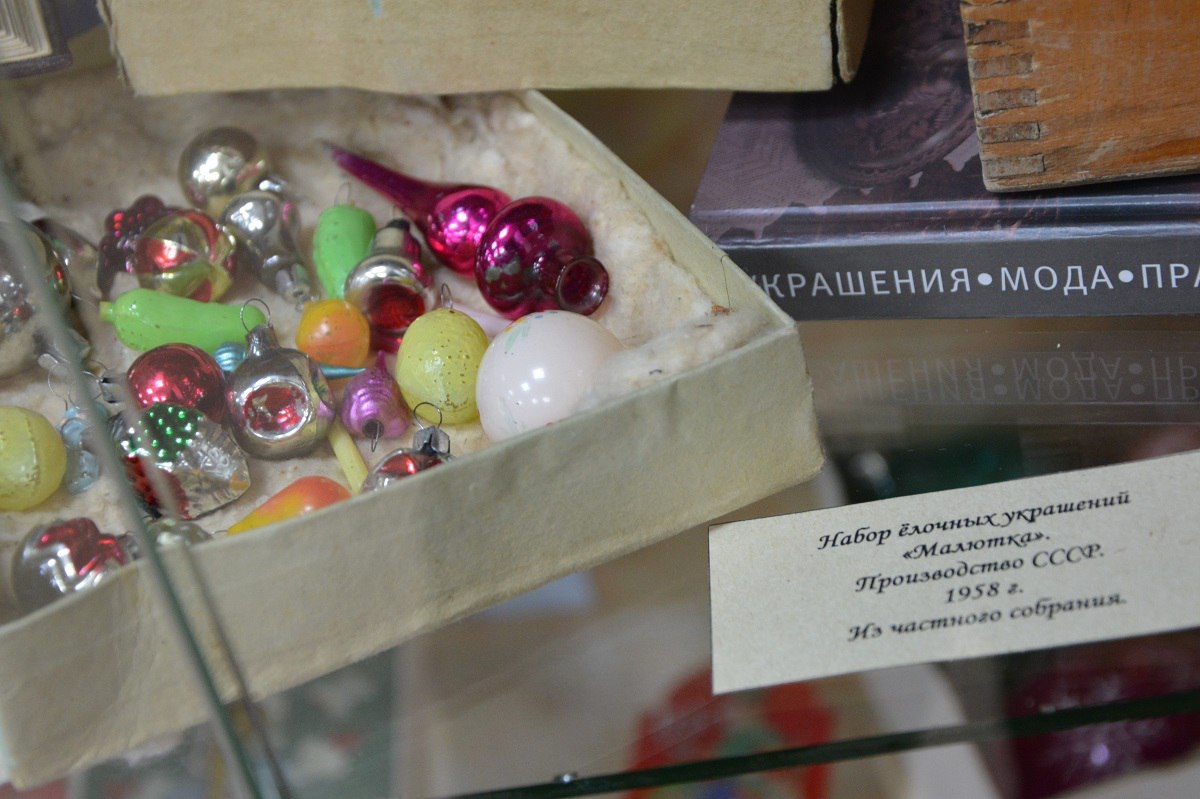 УКРАШЕНИЯ•МОДА•ПРА
Набор ёлочных украшений
«Малютка».
Производство СССР.
1958 г.
Из частного собрания.